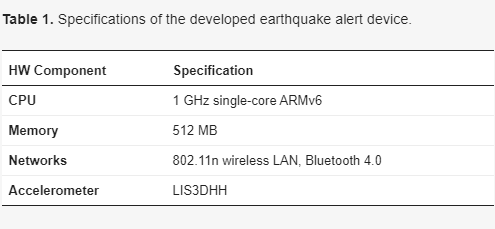 Table 1. Specifications of the developed earthquake alert device.
HW Component Specification
CPU 1 GHz single-core ARMv6
Memory 512 MB
Networks 802.11n wireless LAN, Bluetooth 4.0
Accelerometer LIS3DHH